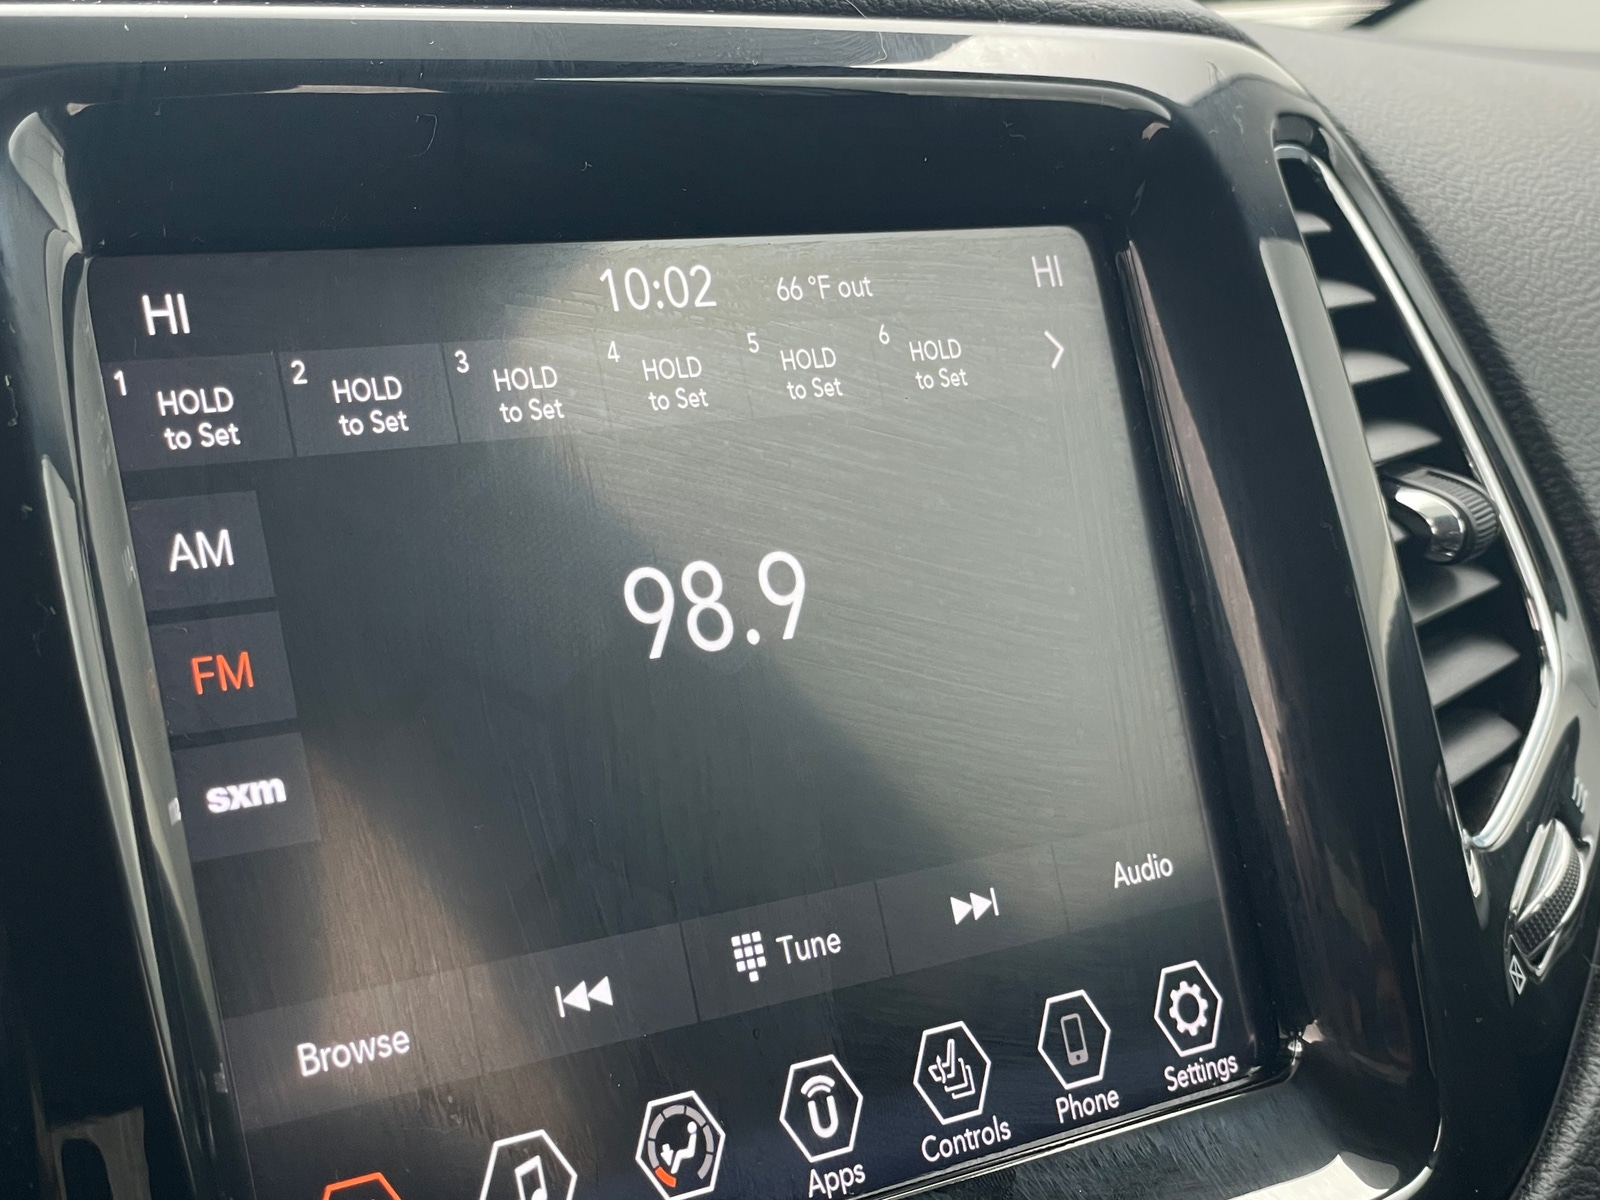 HI
10:02
66 °F out
HI
1
HOLD
to Set
2
HOLD
to Set
3
HOLD
to Set
4
HOLD
to Set
5
HOLD
to Set
6
HOLD
to Set
AM
98.9
FM
sxm
Browse
Tune
Audio
Apps
Controls
Phone
Settings